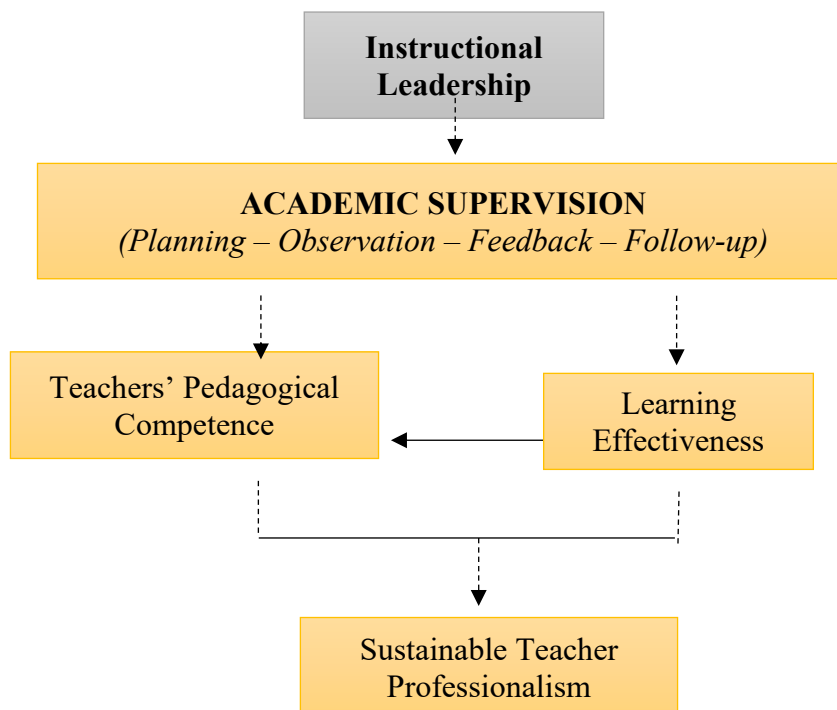 Instructional
Leadership
ACADEMIC SUPERVISION
(Planning – Observation – Feedback – Follow-up)
Teachers’ Pedagogical
Competence
Learning
Effectiveness
Sustainable Teacher
Professionalism